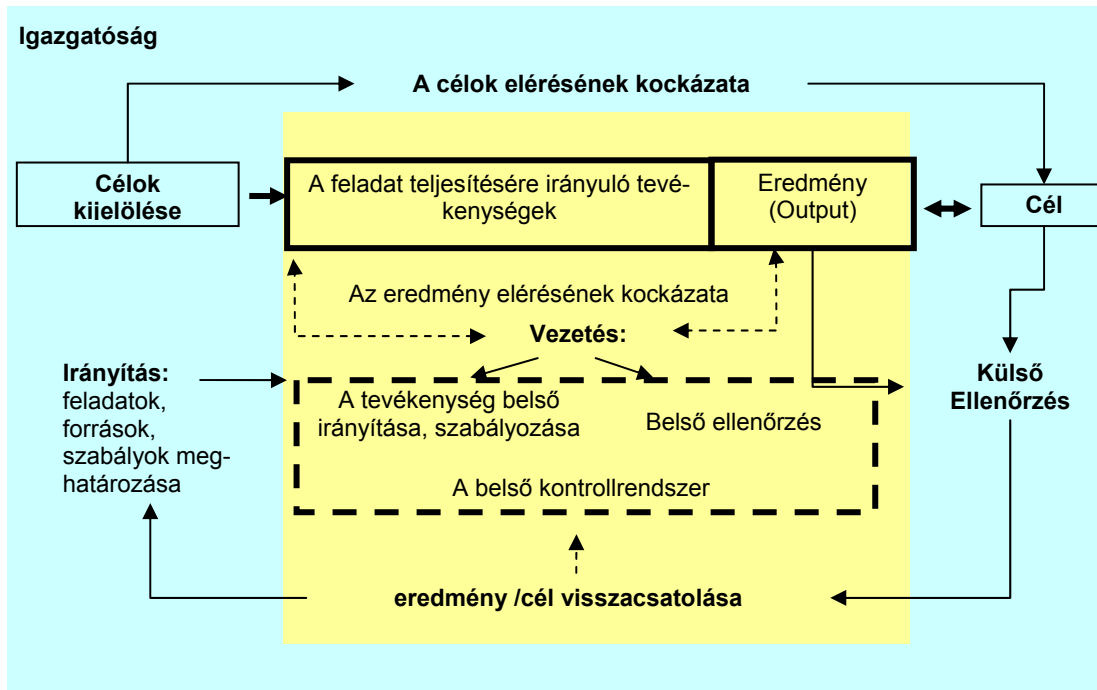 Igazgatóság
A célok elérésének kockázata
Célok
kijelölése
A feladat teljesítésére irányuló tevé-
kenységek
Eredmény
(Output)
Cél
Az eredmény elérésének kockázata
Vezetés:
Irányítás:
feladatok,
források,
szabályok meg-
határozása
A tevékenység belső
irányítása, szabályozása
Belső ellenőrzés
A belső kontrollrendszer
Külső
Ellenőrzés
eredmény /cél visszacsatolása